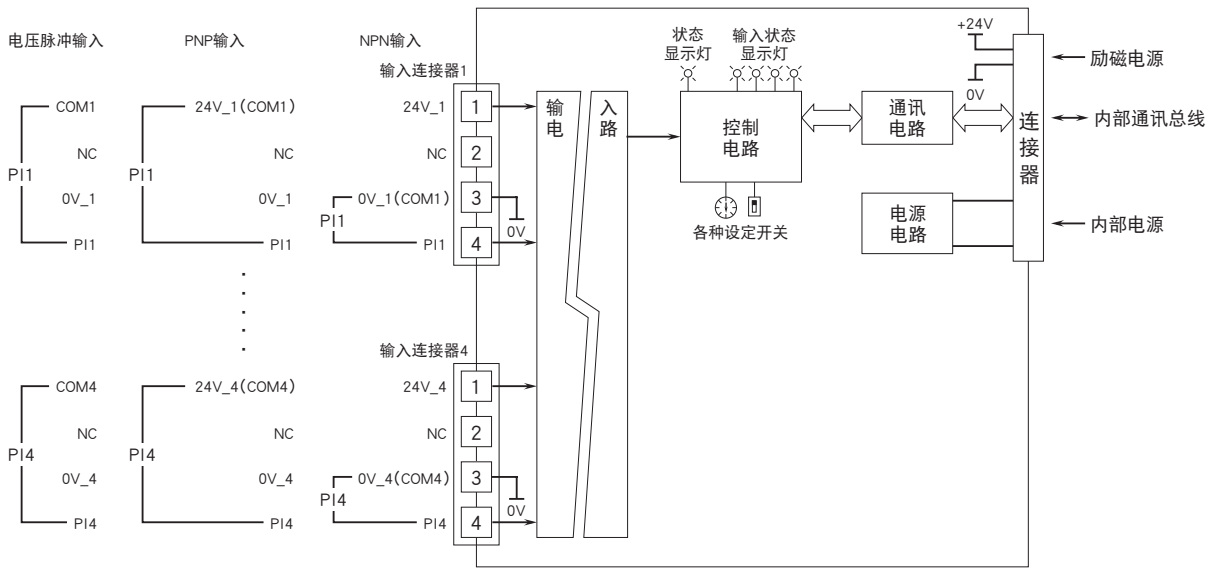 电压脉冲输入
PNP输入
NPN输入
输入连接器1
COM1
24V_1(COM1)
24V_1
1
NC
NC
NC
2
PI1
PI1
0V_1
0V_1
0V_1(COM1)
3
PI1
0V
PI1
PI1
PI1
4
输入连接器4
COM4
24V_4(COM4)
24V_4
1
NC
NC
NC
2
PI4
PI4
0V_4
0V_4
0V_4(COM4)
3
PI4
0V
PI4
PI4
PI4
4
输入
电路
状态
显示灯
输入状态
显示灯
控制
电路
各种设定开关
通讯
电路
电源
电路
+24V
0V
连接器
励磁电源
内部通讯总线
内部电源